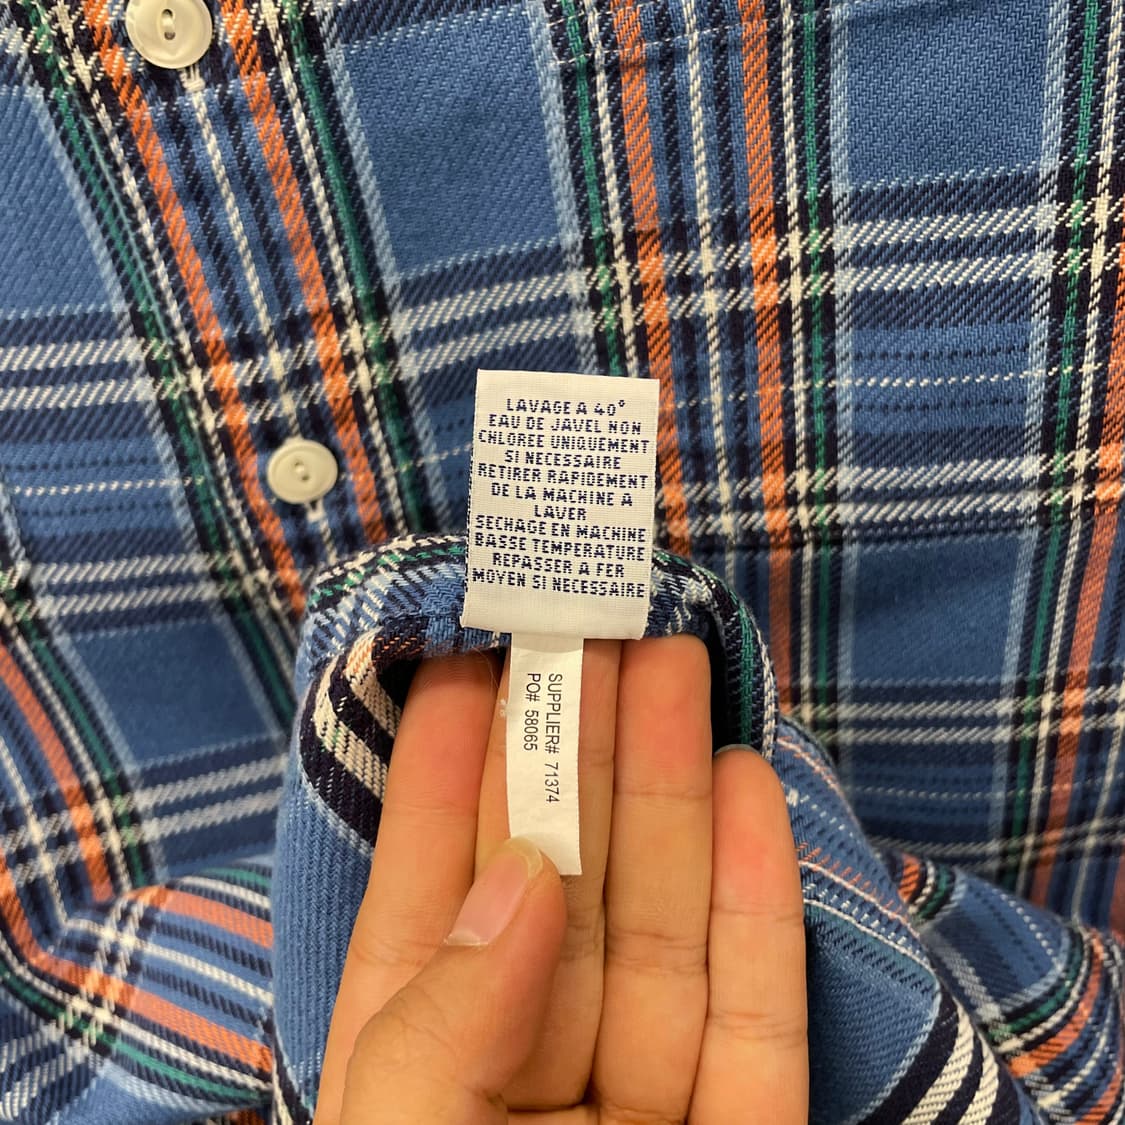 LAVAGE A 40°
EAU DE JAVEL NON
CHLOREE UNIQUEMENT
SI NECESSAIRE
RETIRER RAPIDEMENT
DE LA MACHINE A
LAVER
SECHAGE EN MACHINE
BASSE TEMPERATURE
REPASSER A FER
MOYEN SI NECESSAIRE
SUPPLIER# 71374
PO# 58065